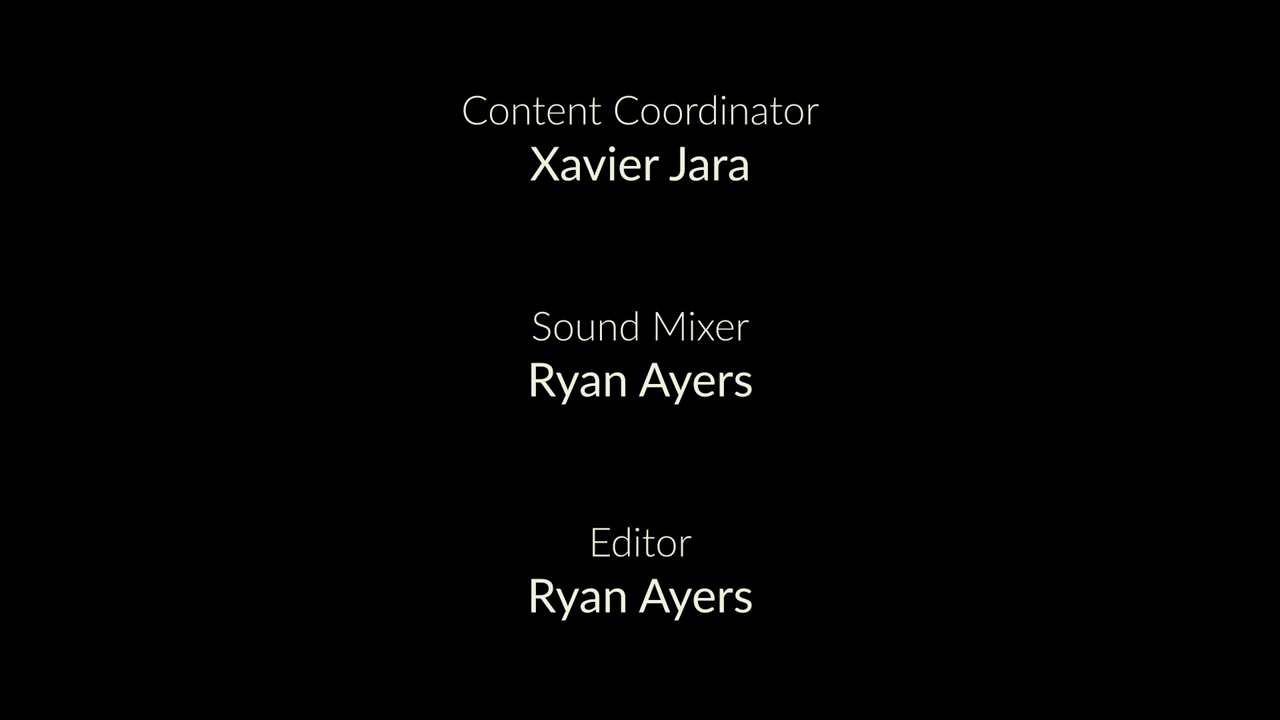 Content Coordinator
Xavier Jara
Sound Mixer
Ryan Ayers
Editor
Ryan Ayers